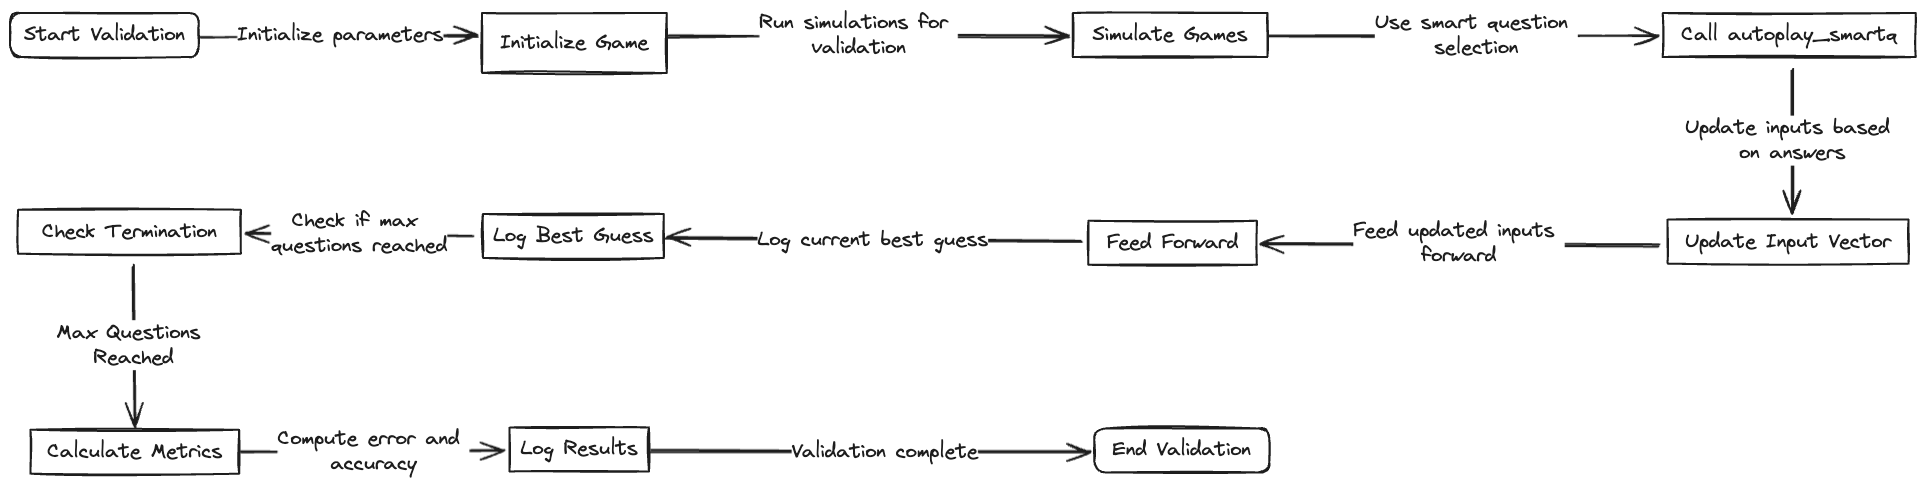 Start Validation
Initialize parameters
Initialize Game
Run simulations for
validation
Simulate Games
Use smart question
selection
Call autoplay_smartq
Update inputs based
on answers
Update Input Vector
Feed updated inputs
forward
Feed Forward
Log current best guess
Log Best Guess
Check if max
questions reached
Check Termination
Max Questions
Reached
Calculate Metrics
Compute error and
accuracy
Log Results
Validation complete
End Validation